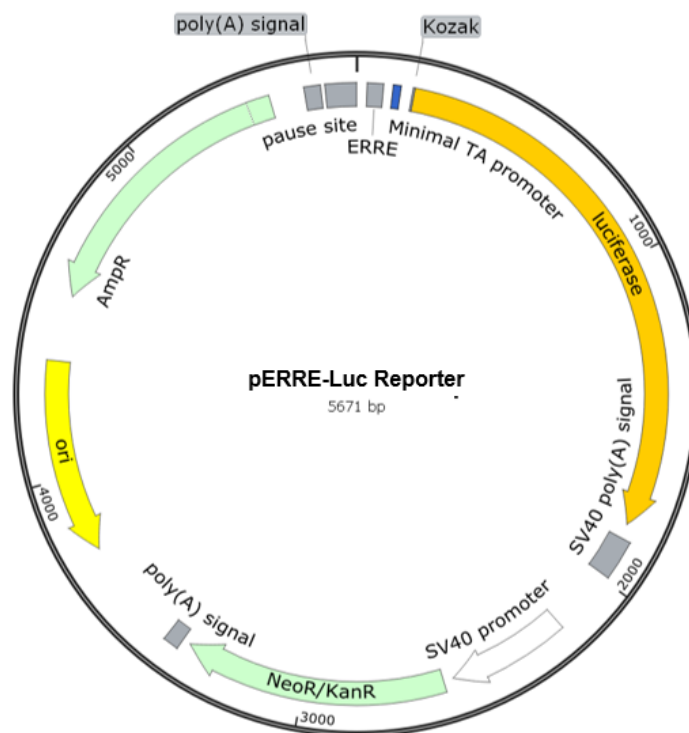 poly(A) signal
Kozak
pause site
ERRE
Minimal TA promoter
luciferase
1000
5000
AmpR
pERRE-Luc Reporter
5671 bp
SV40 poly(A) signal
2000
ori
4000
poly(A) signal
SV40 promoter
NeoR/KanR
3000